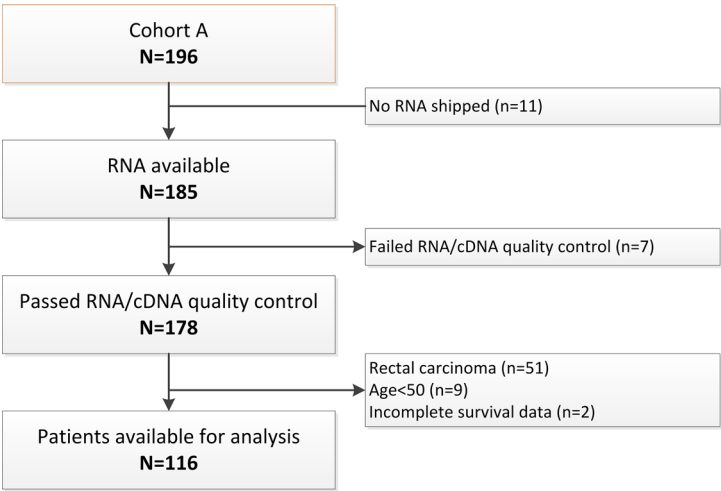 Cohort A
N=196
No RNA shipped (n=11)
RNA available
N=185
Failed RNA/cDNA quality control (n=7)
Passed RNA/cDNA quality control
N=178
Rectal carcinoma (n=51)
Age<50 (n=9)
Incomplete survival data (n=2)
Patients available for analysis
N=116